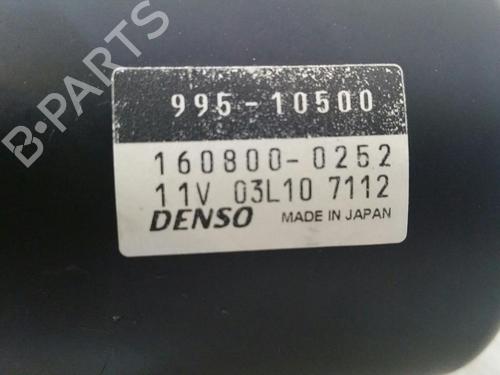 995-10500
160800-0252
11V 03L10 7112
DENSO MADE IN JAPAN
B-PARTS